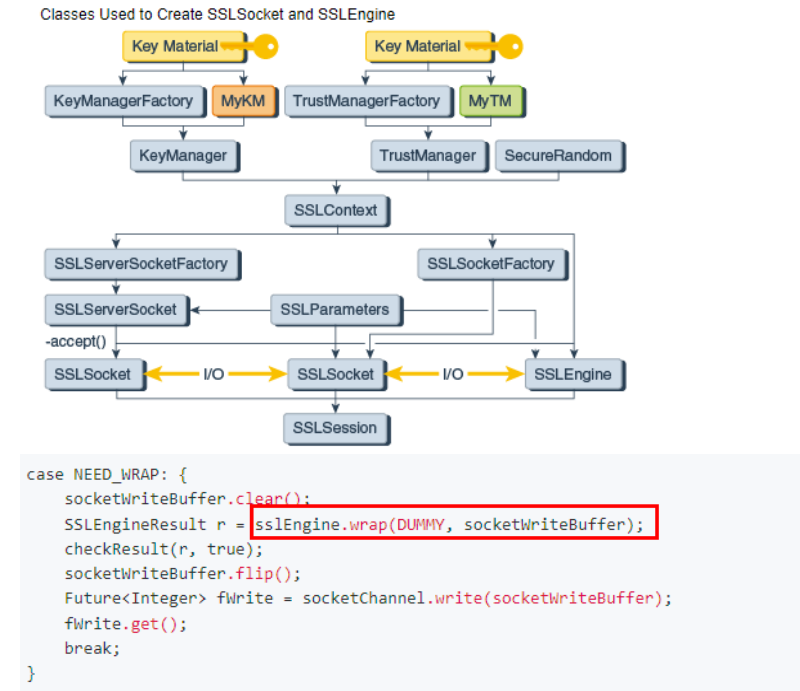 Classes Used to Create SSLSocket and SSLEngine
Key Material
Key Material
KeyManagerFactory
MyKM
TrustManagerFactory
MyTM
KeyManager
TrustManager
SecureRandom
SSLContext
SSLServerSocketFactory
SSLSocketFactory
SSLServerSocket
SSLParameters
-accept()
SSLSocket
I/O
SSLSocket
I/O
SSLEngine
SSLSession
case NEED_WRAP: {
socketWriteBuffer.clear();
SSLEngineResult r = sslEngine.wrap(DUMMY, socketWriteBuffer);
checkResult(r, true);
socketWriteBuffer.flip();
Future<Integer> fWrite = socketChannel.write(socketWriteBuffer);
fWrite.get();
break;
}